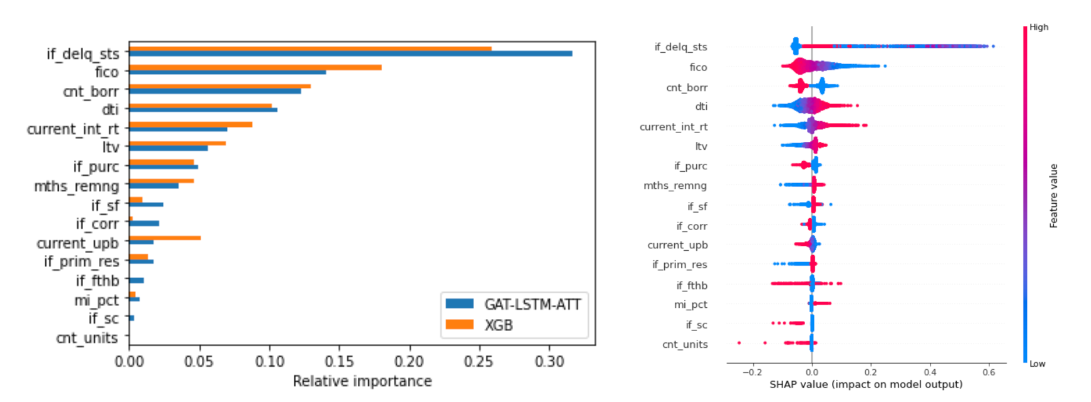 if_delq_sts
fico
cnt_borr
dti
current_int_rt
ltv
if_purc
mths_remng
if_sf
if_corr
current_upb
if_prim_res
if_fthb
mi_pct
if_sc
cnt_units
GAT-LSTM-ATT
XGB
0.00 0.05 0.10 0.15 0.20 0.25 0.30
Relative importance
if_delq_sts
fico
cnt_borr
dti
current_int_rt
ltv
if_purc
mths_remng
if_sf
if_corr
current_upb
if_prim_res
if_fthb
mi_pct
if_sc
cnt_units
−0.2 0.0 0.2 0.4 0.6
SHAP value (impact on model output)
High
Feature value
Low